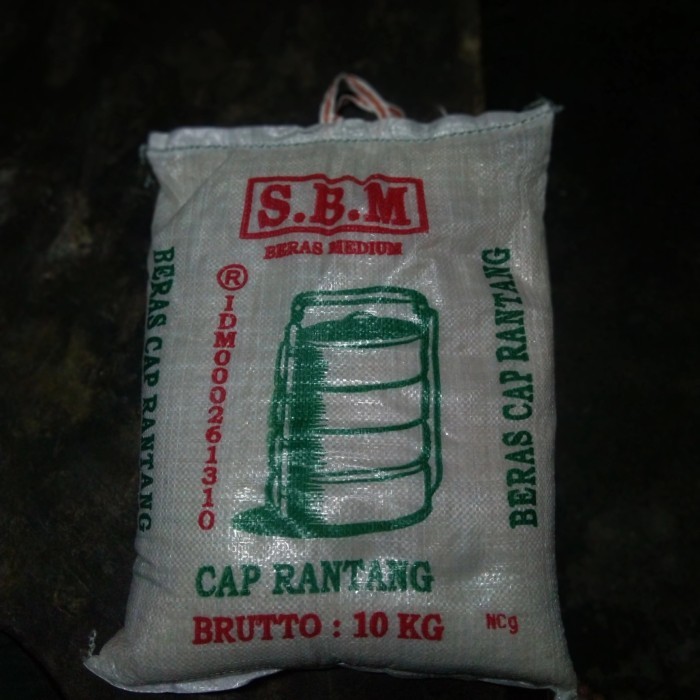 S.B.M
BERAS MEDIUM
® IDM000261310
BERAS CAP RANTANG
BERAS CAP RANTANG
CAP RANTANG
BRUTTO : 10 KG
NCg